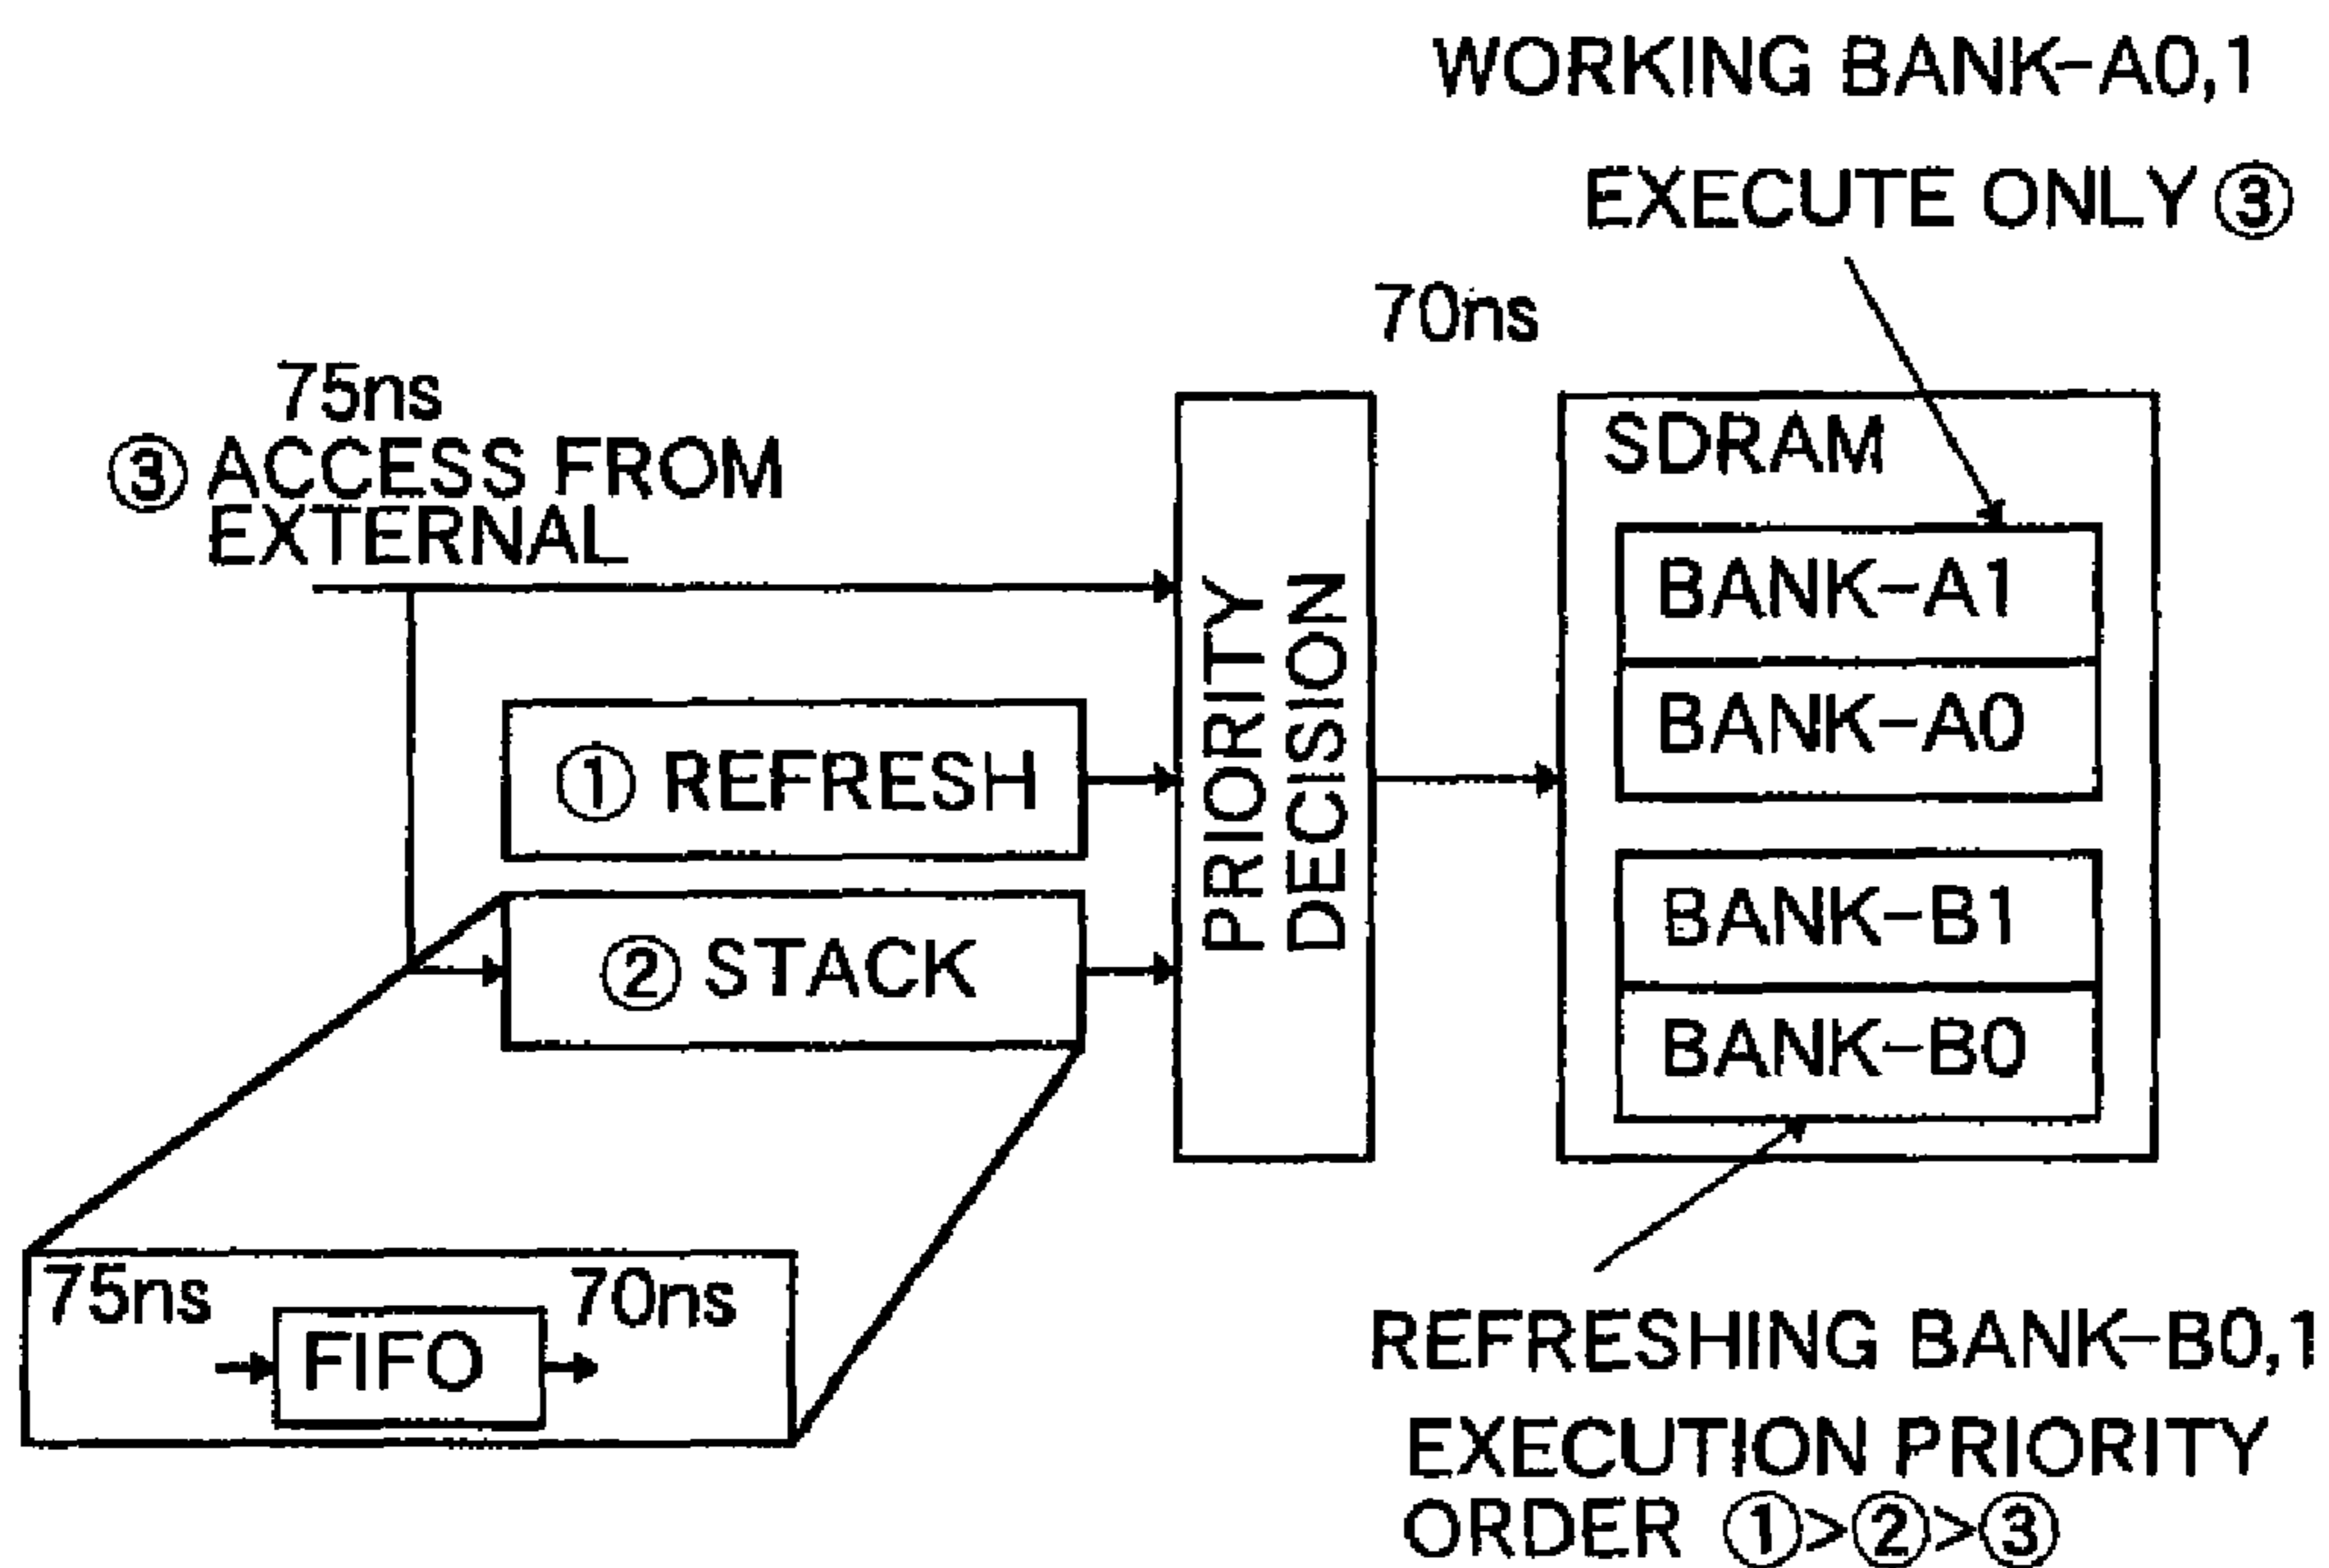 WORKING BANK-A0,1
EXECUTE ONLY ③
70ns
75ns
③ ACCESS FROM
EXTERNAL
SDRAM
BANK-A1
BANK-A0
PRIORITY
DECISION
① REFRESH
② STACK
BANK-B1
BANK-B0
75ns
70ns
FIFO
REFRESHING BANK-B0,1
EXECUTION PRIORITY
ORDER ①>②>③